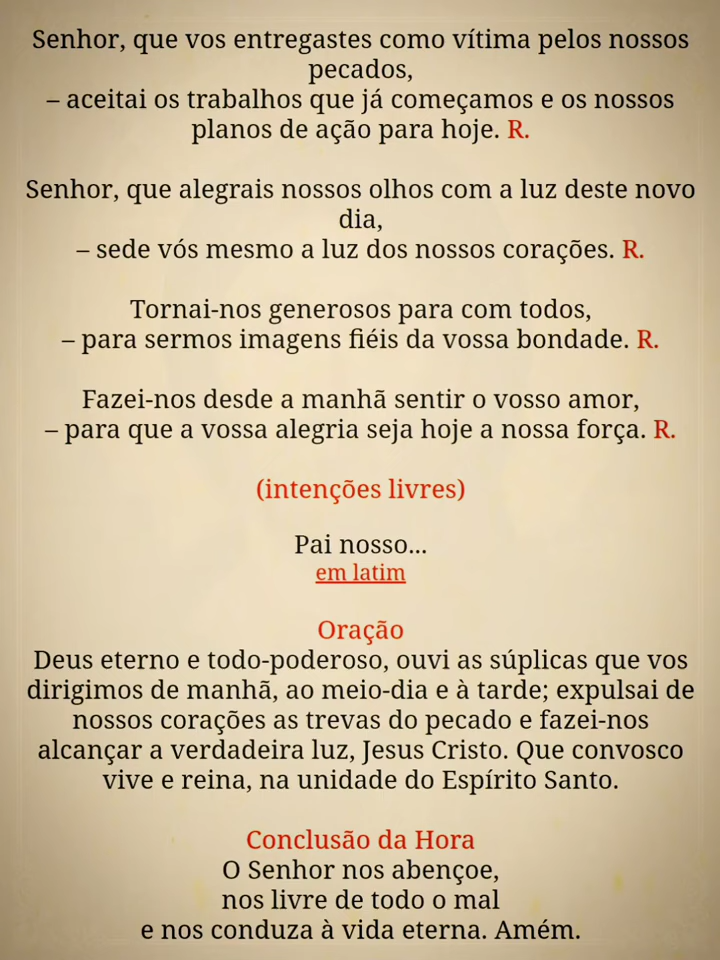 Senhor, que vos entregastes como vítima pelos nossos
pecados,
– aceitai os trabalhos que já começamos e os nossos
planos de ação para hoje. R.
Senhor, que alegrais nossos olhos com a luz deste novo
dia,
– sede vós mesmo a luz dos nossos corações. R.
Tornai-nos generosos para com todos,
– para sermos imagens fiéis da vossa bondade. R.
Fazei-nos desde a manhã sentir o vosso amor,
– para que a vossa alegria seja hoje a nossa força. R.
(intenções livres)
Pai nosso...
em latim
Oração
Deus eterno e todo-poderoso, ouvi as súplicas que vos
dirigimos de manhã, ao meio-dia e à tarde; expulsai de
nossos corações as trevas do pecado e fazei-nos
alcançar a verdadeira luz, Jesus Cristo. Que convosco
vive e reina, na unidade do Espírito Santo.
Conclusão da Hora
O Senhor nos abençoe,
nos livre de todo o mal
e nos conduza à vida eterna. Amém.